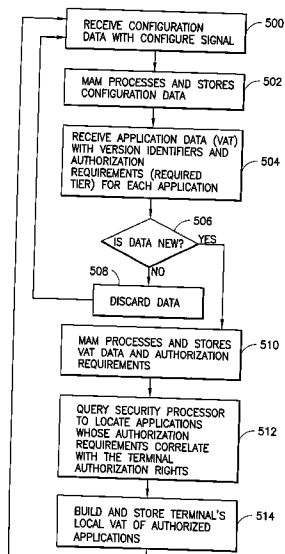 RECEIVE CONFIGURATION
DATA WITH CONFIGURE SIGNAL
500
MAM PROCESSES AND STORES
CONFIGURATION DATA
502
RECEIVE APPLICATION DATA (VAT)
WITH VERSION IDENTIFIERS AND
AUTHORIZATION
REQUIREMENTS (REQUIRED
TIER) FOR EACH APPLICATION
504
506
IS DATA NEW?
YES
NO
508
DISCARD DATA
MAM PROCESSES AND STORES
VAT DATA AND AUTHORIZATION
REQUIREMENTS
510
QUERY SECURITY PROCESSOR
TO LOCATE APPLICATIONS
WHOSE AUTHORIZATION
REQUIREMENTS CORRELATE
WITH THE TERMINAL
AUTHORIZATION RIGHTS
512
BUILD AND STORE TERMINAL'S
LOCAL VAT OF AUTHORIZED
APPLICATIONS
514